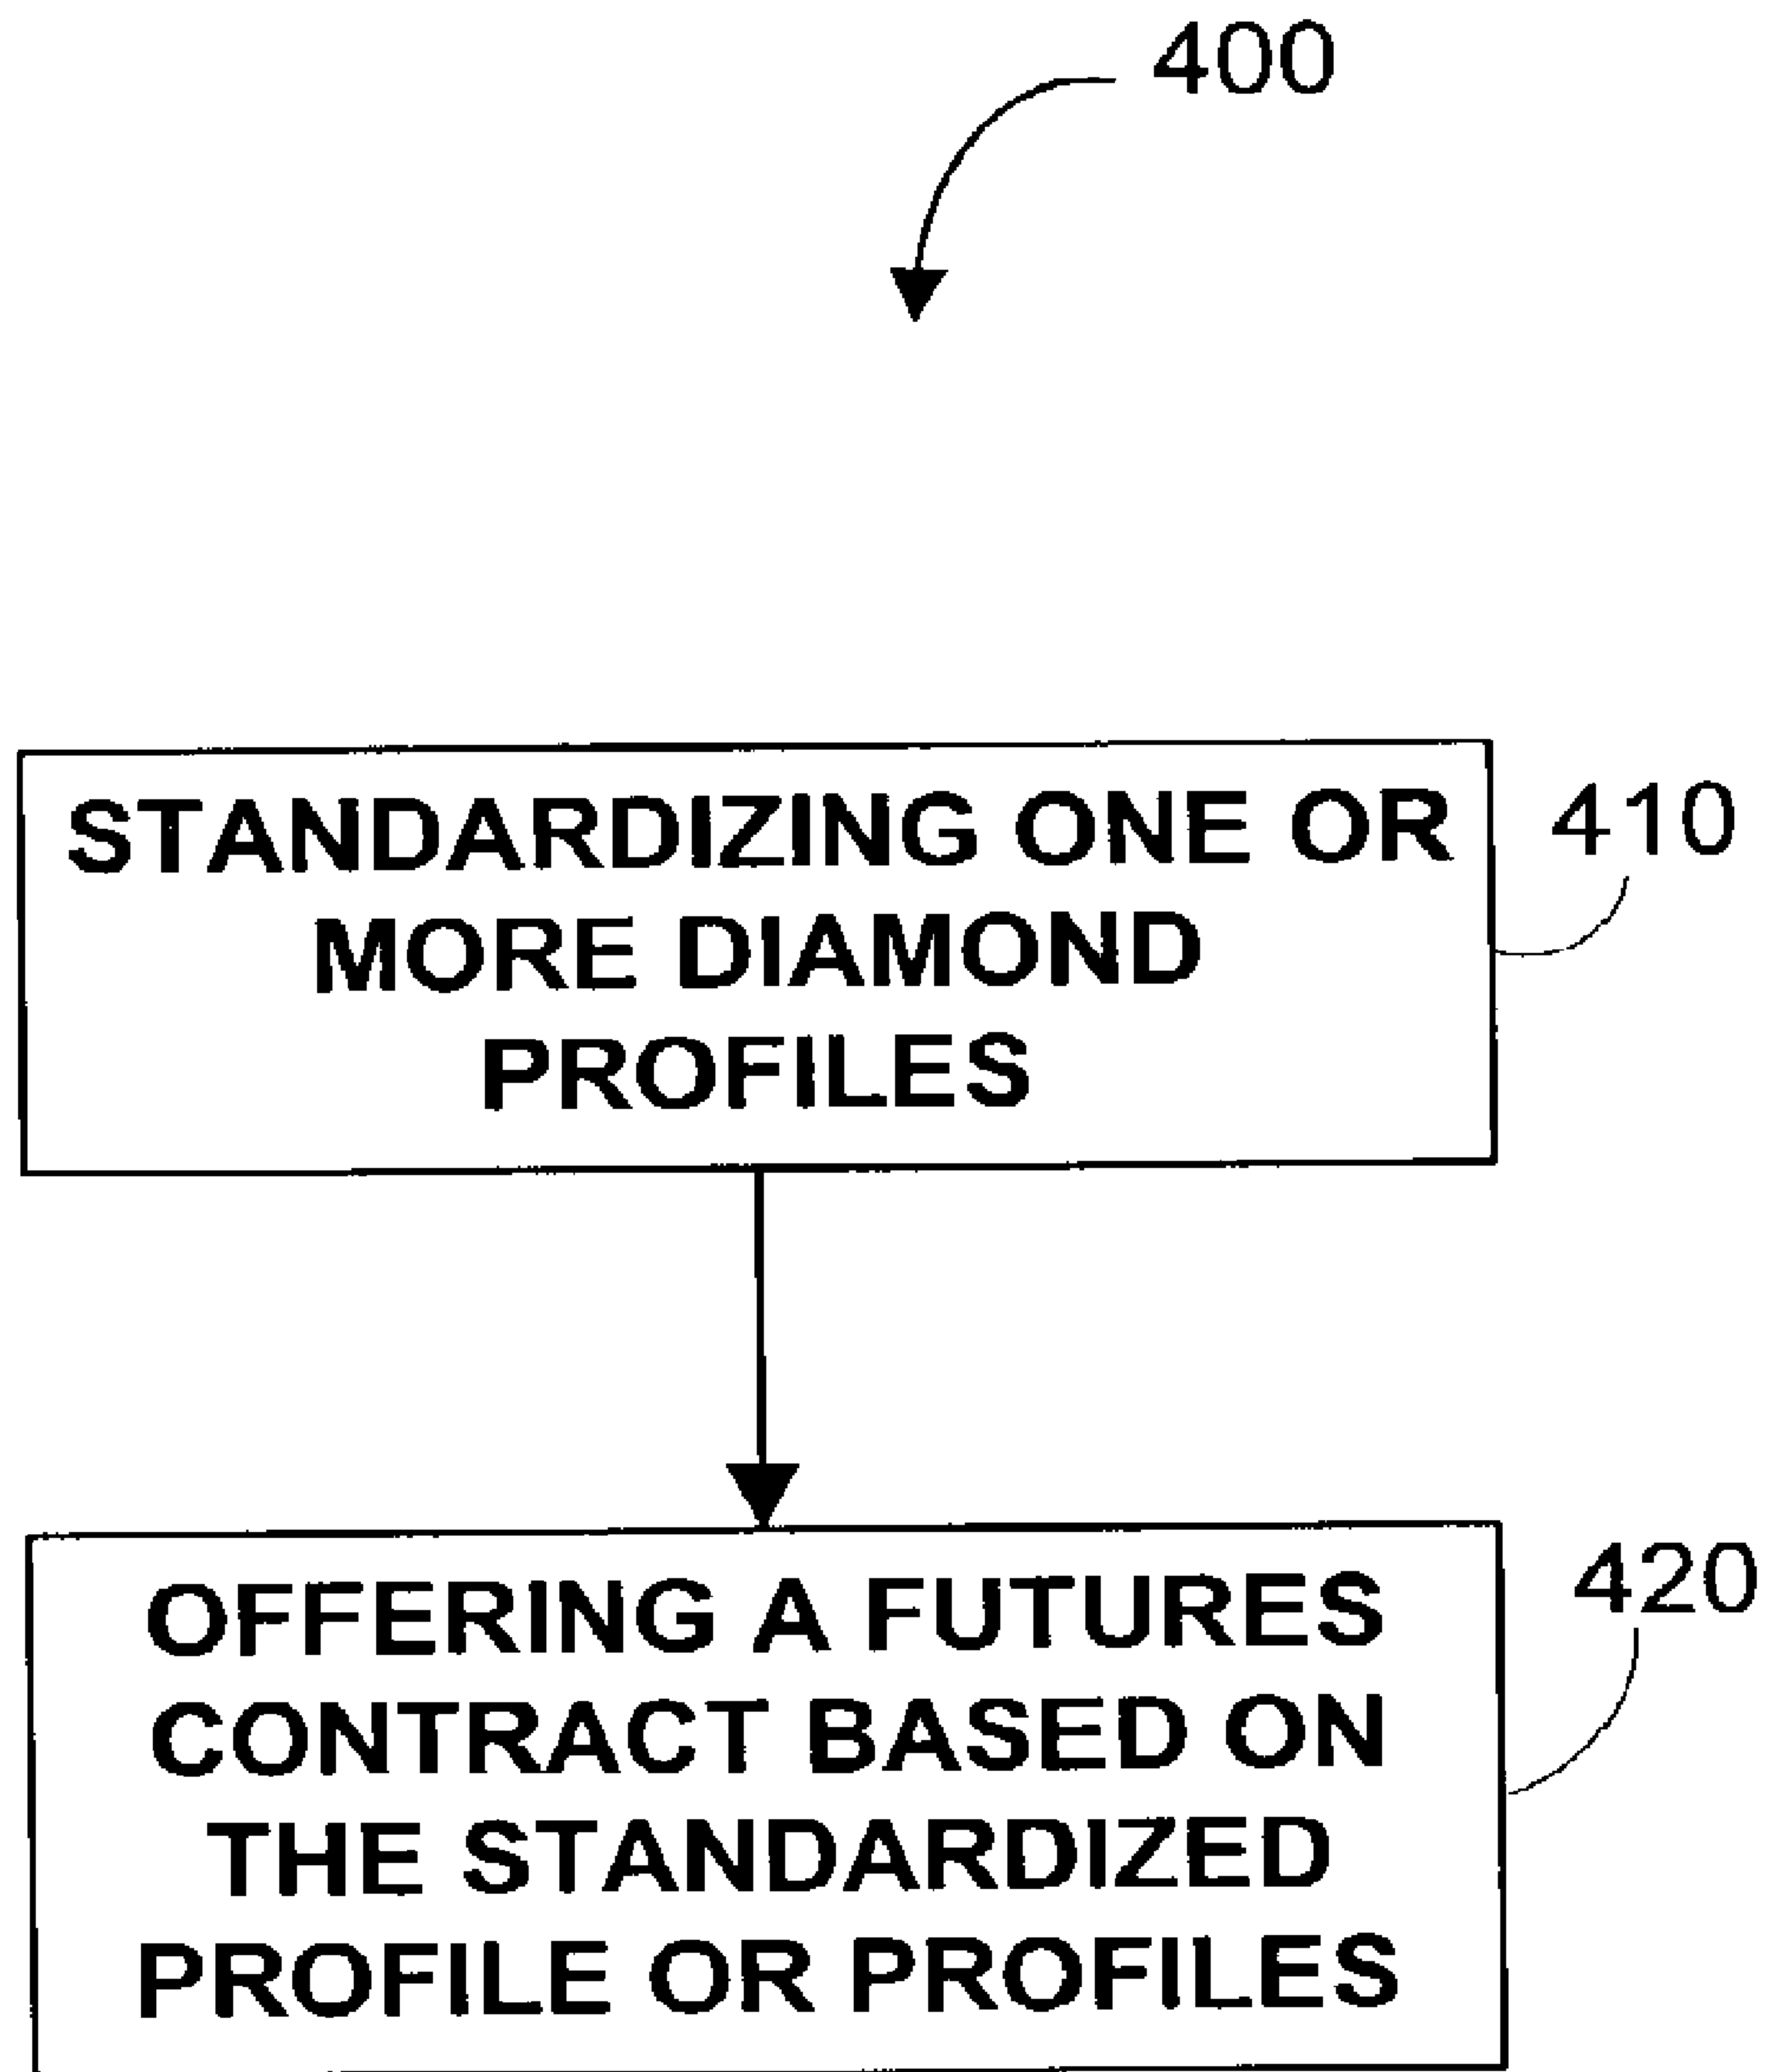 400
STANDARDIZING ONE OR
MORE DIAMOND
PROFILES
410
OFFERING A FUTURES
CONTRACT BASED ON
THE STANDARDIZED
PROFILE OR PROFILES
420